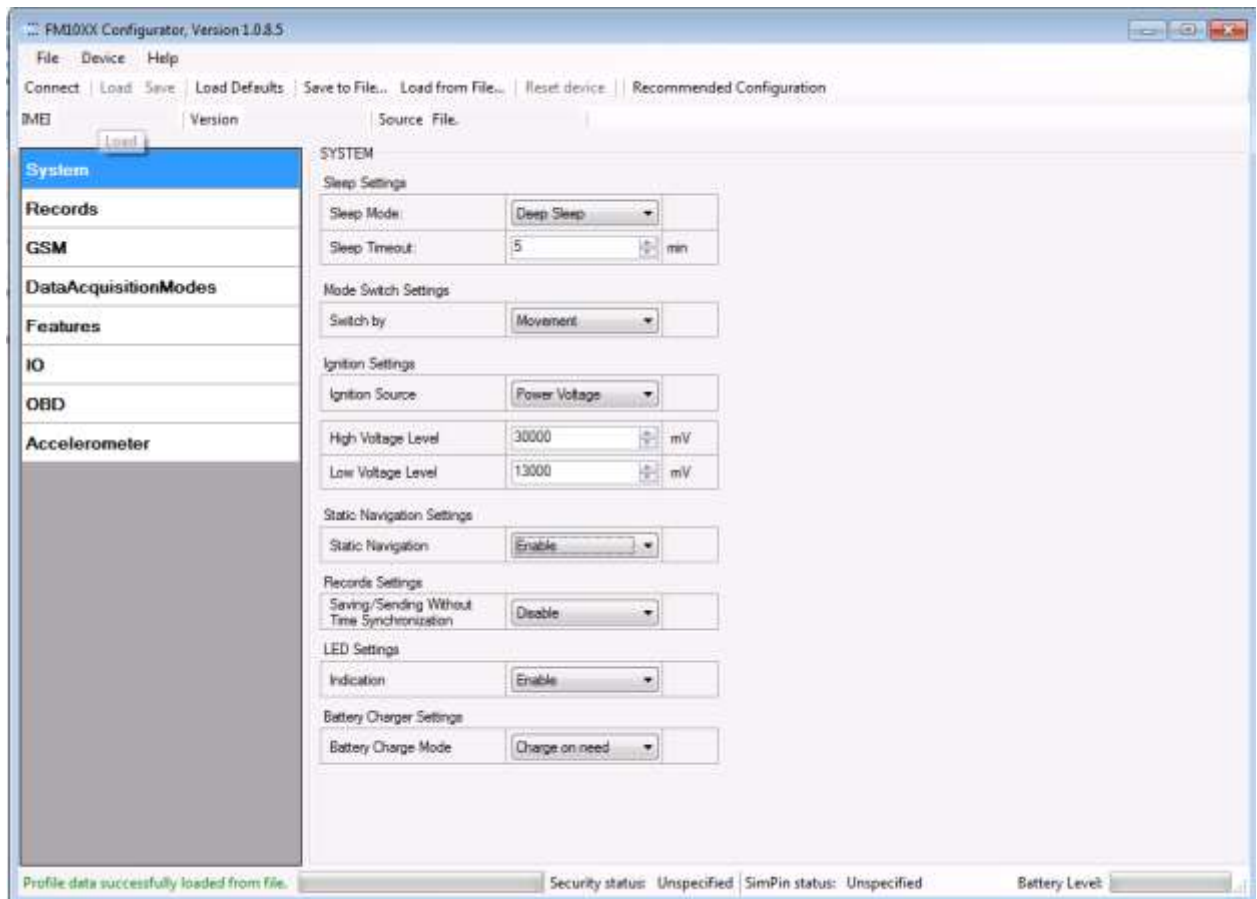 FM10XX Configurator, Version 1.0.8.5
File Device Help
Connect Load Save Load Defaults Save to File... Load from File... Reset device Recommended Configuration
IMEI Version Source File.
Load
System
Records
GSM
DataAcquisitionModes
Features
IO
OBD
Accelerometer
SYSTEM
Sleep Settings
Sleep Mode: Deep Sleep
Sleep Timeout: 5 min
Mode Switch Settings
Switch by Movement
Ignition Settings
Ignition Source Power Voltage
High Voltage Level 30000 mV
Low Voltage Level 13000 mV
Static Navigation Settings
Static Navigation Enable
Records Settings
Saving/Sending Without
Time Synchronization Disable
LED Settings
Indication Enable
Battery Charger Settings
Battery Charge Mode Charge on need
Profile data successfully loaded from file. Security status: Unspecified SimPin status: Unspecified Battery Level: